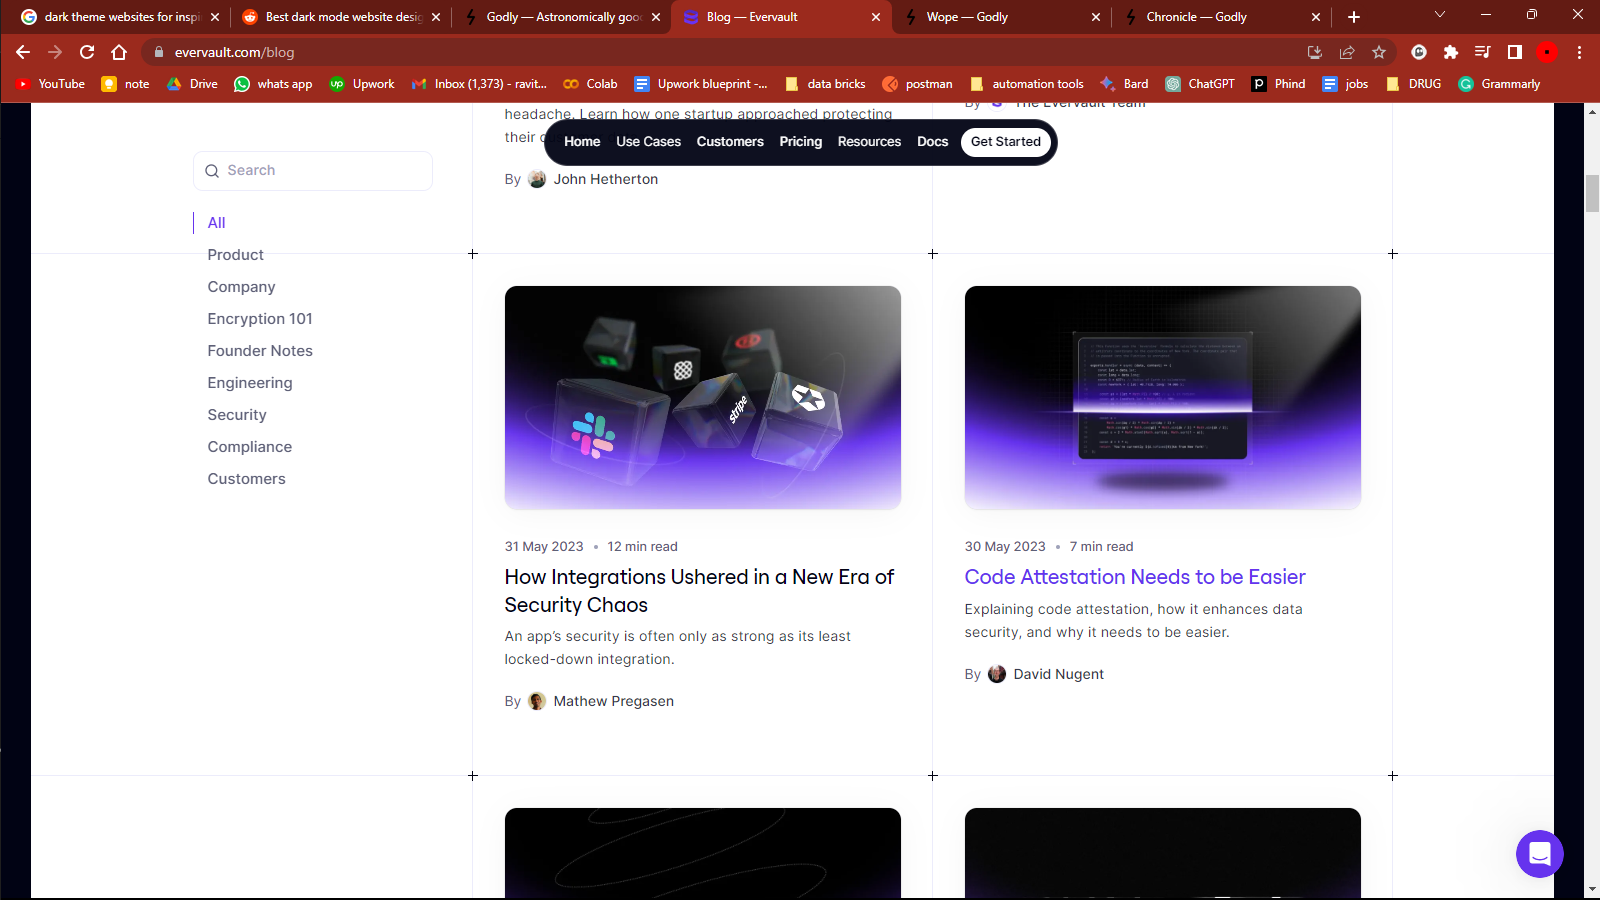 dark theme websites for inspi
Best dark mode website desig
Godly — Astronomically goo
Blog — Evervault
Wope — Godly
Chronicle — Godly
evervault.com/blog
YouTube
note
Drive
whats app
Upwork
Inbox (1,373) - ravit...
Colab
Upwork blueprint -...
data bricks
postman
automation tools
Bard
ChatGPT
Phind
jobs
DRUG
Grammarly
Home Use Cases Customers Pricing Resources Docs Get Started
Search
All
Product
Company
Encryption 101
Founder Notes
Engineering
Security
Compliance
Customers
headache. Learn how one startup approached protecting
their
By John Hetherton
By The Evervault Team
stripe
31 May 2023 • 12 min read
How Integrations Ushered in a New Era of
Security Chaos
An app's security is often only as strong as its least
locked-down integration.
By Mathew Pregasen
30 May 2023 • 7 min read
Code Attestation Needs to be Easier
Explaining code attestation, how it enhances data
security, and why it needs to be easier.
By David Nugent